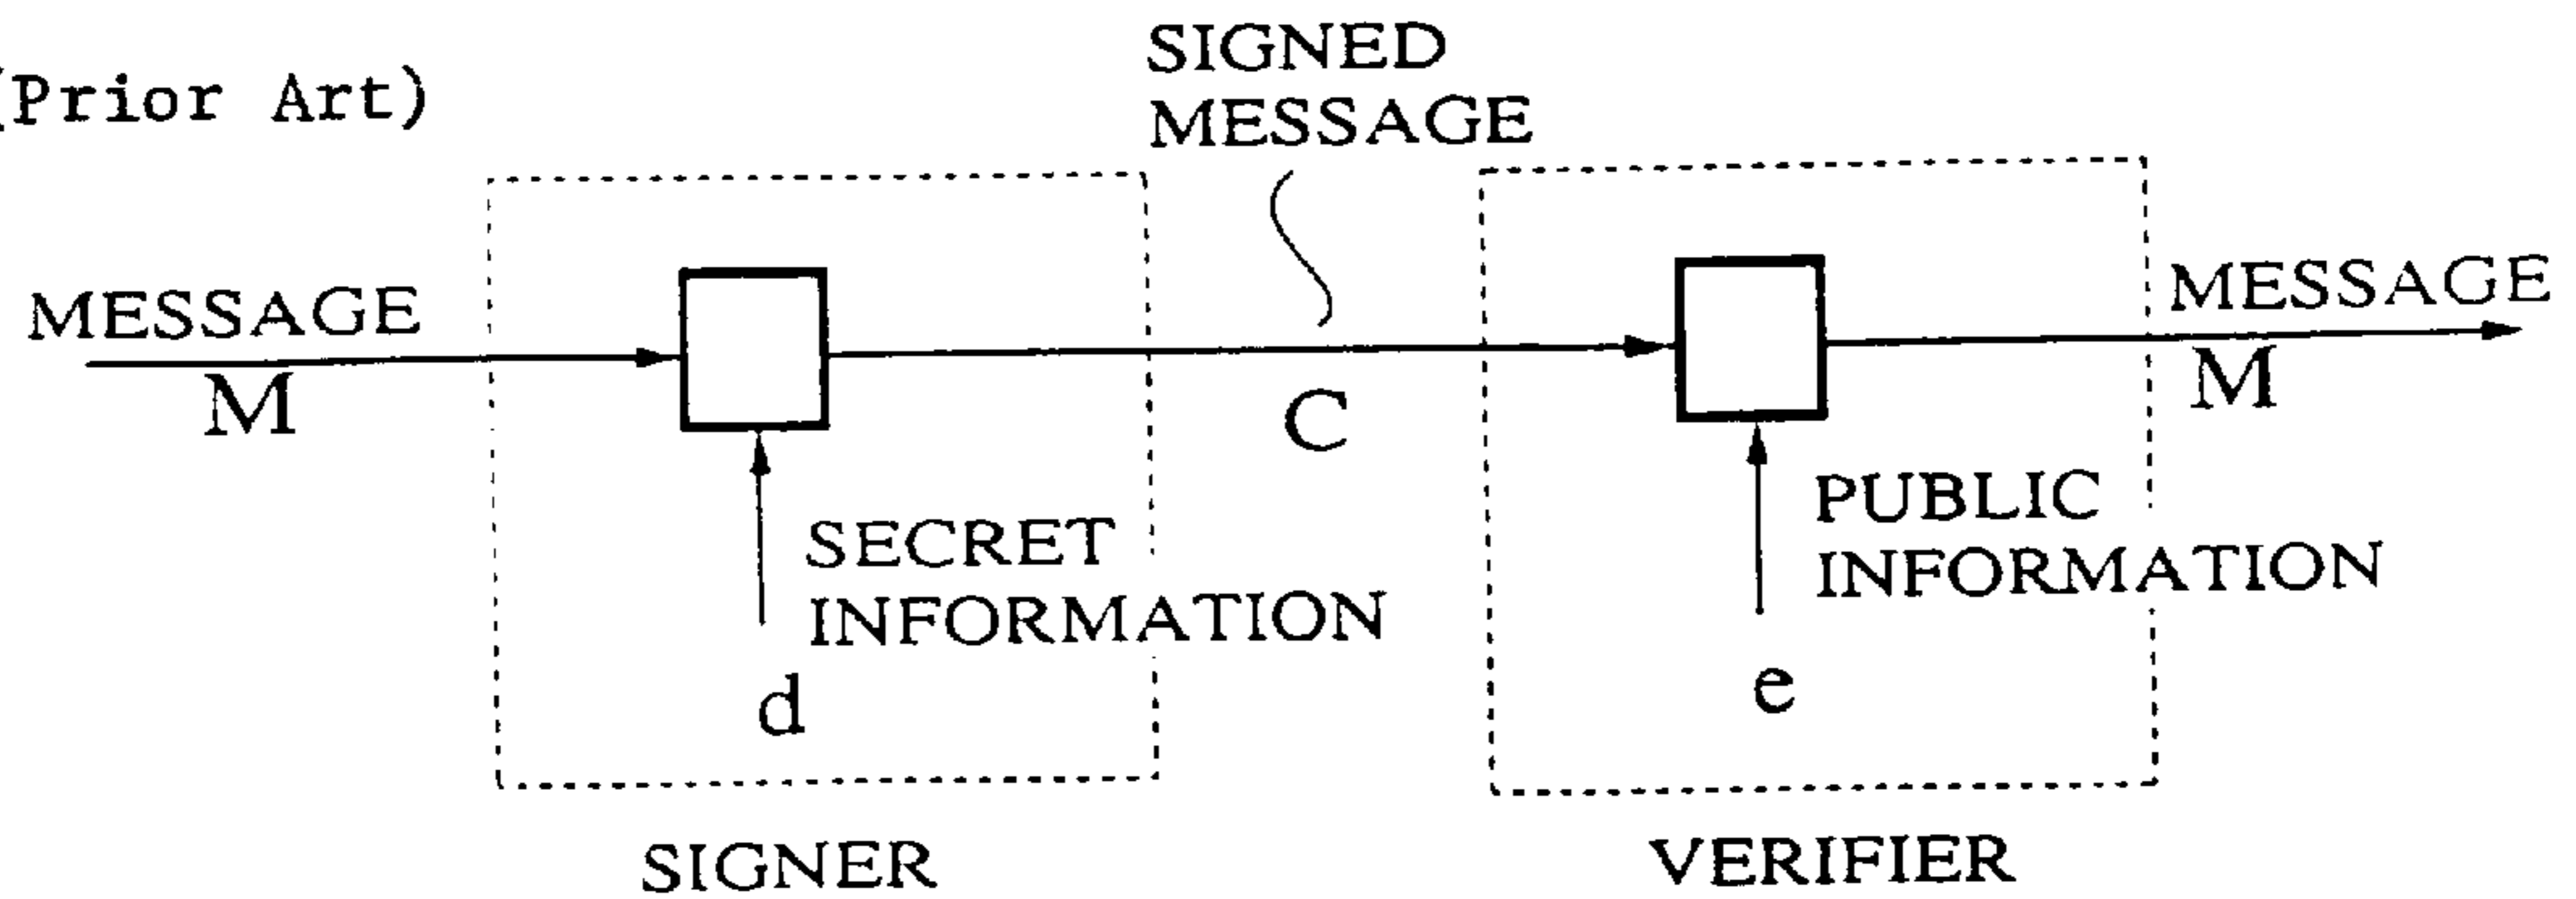 (Prior Art)
SIGNED
MESSAGE
MESSAGE
M
C
MESSAGE
M
SECRET
INFORMATION
d
PUBLIC
INFORMATION
e
SIGNER
VERIFIER